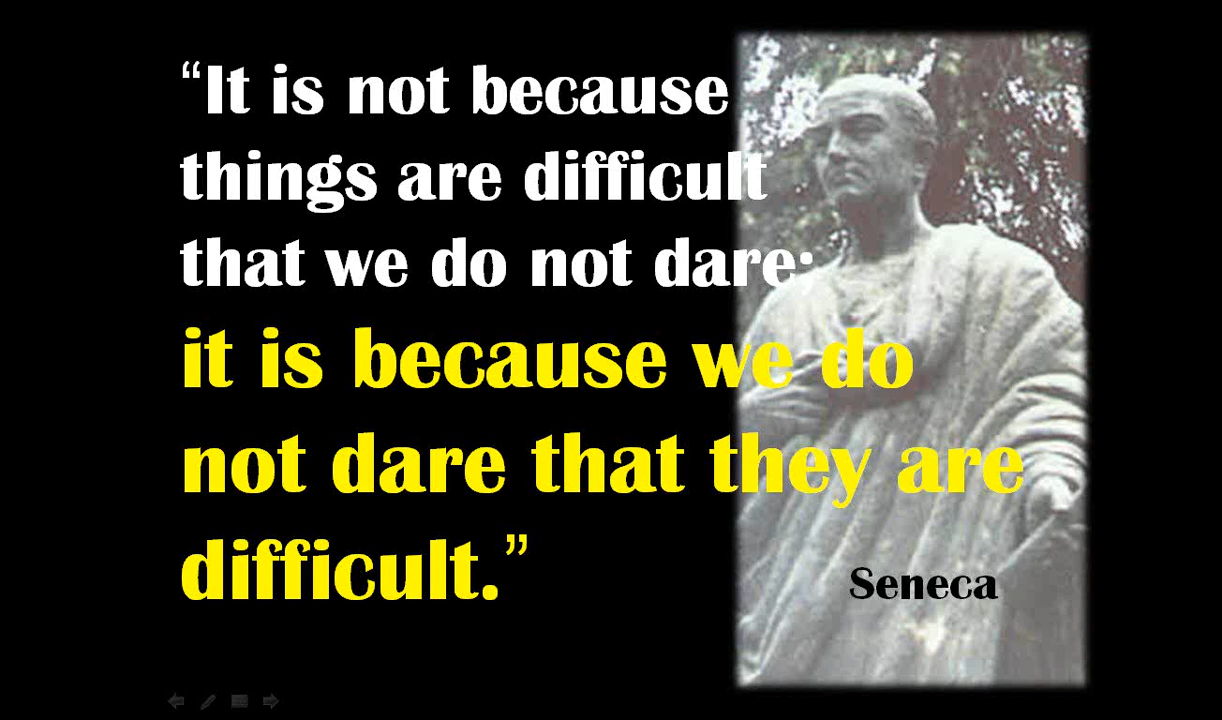 “It is not because
things are difficult
that we do not dare;
it is because we do
not dare that they are
difficult.”
Seneca